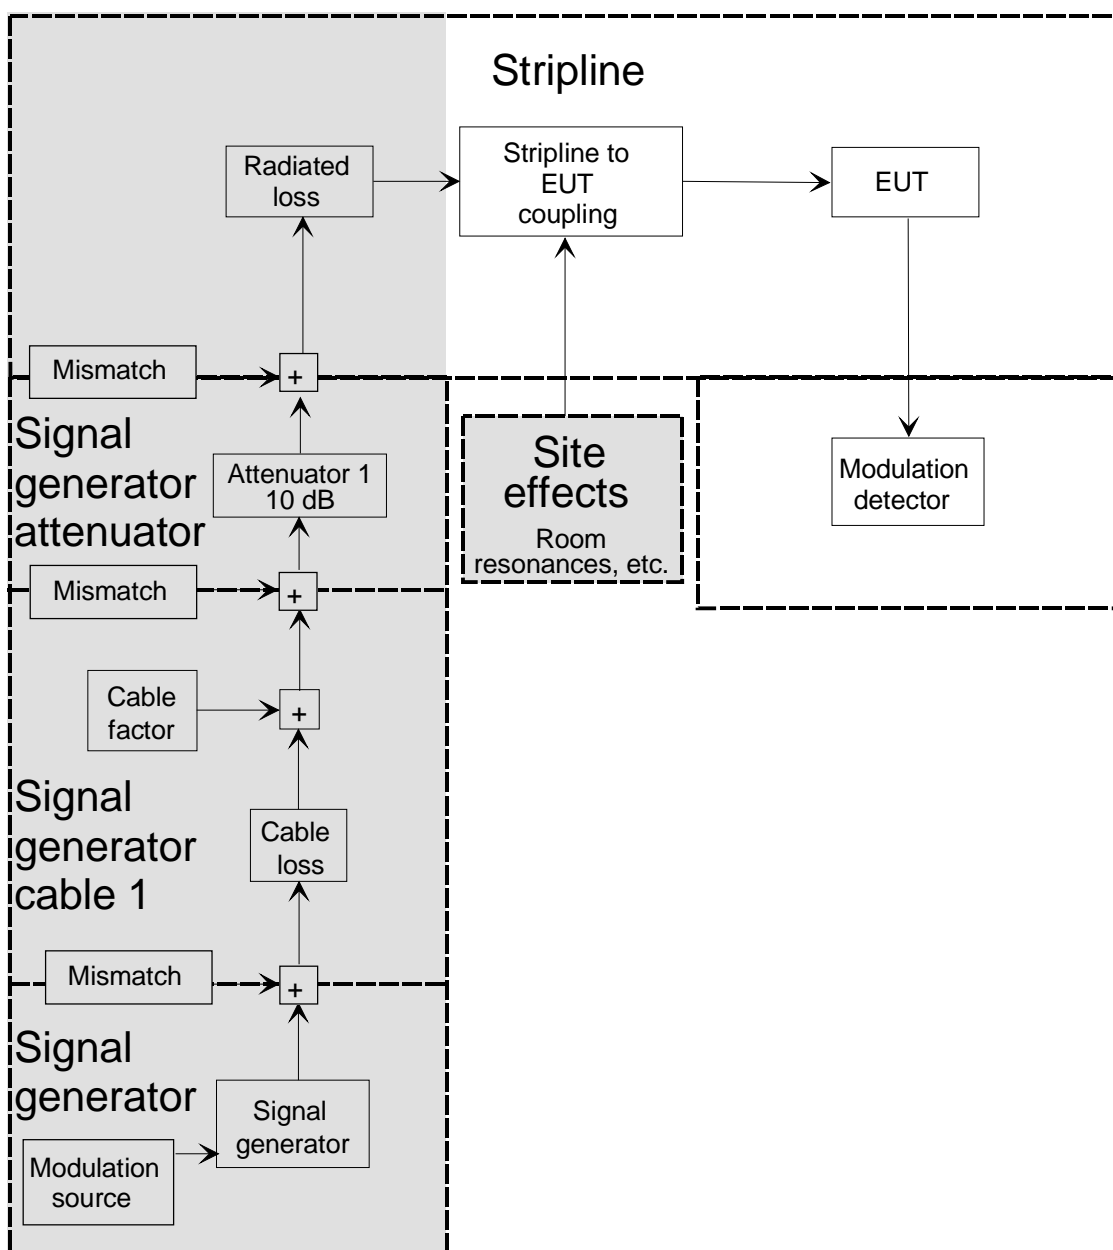 Stripline
Radiated
loss
Stripline to
EUT
coupling
EUT
Mismatch
+
Signal
generator
attenuator
Attenuator 1
10 dB
Site
effects
Room
resonances, etc.
Modulation
detector
Mismatch
+
Cable
factor
+
Signal
generator
cable 1
Cable
loss
Mismatch
+
Signal
generator
Signal
generator
Modulation
source